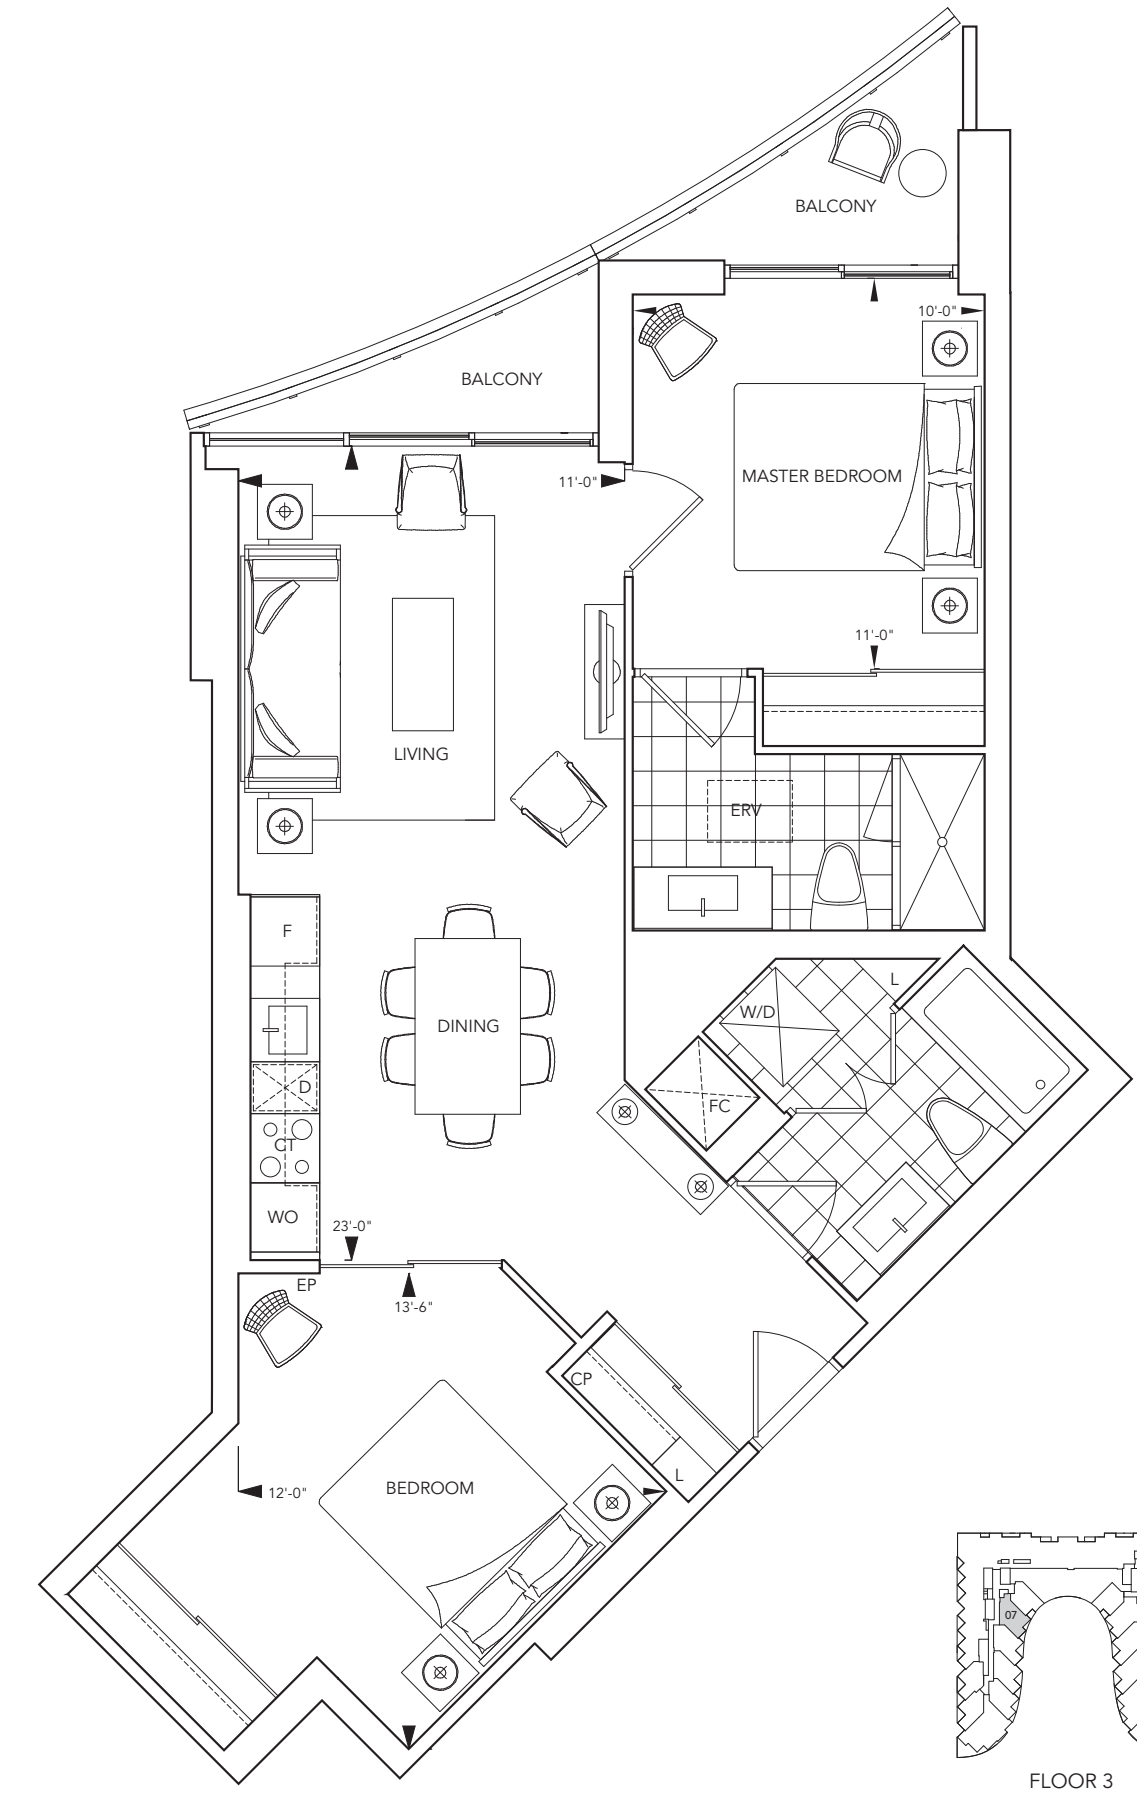 BALCONY
10'-0"
BALCONY
MASTER BEDROOM
11'-0"
11'-0"
LIVING
ERV
F
L
W/D
DINING
D
FC
CT
WO
23'-0"
EP
13'-6"
CP
L
BEDROOM
12'-0"
07
FLOOR 3